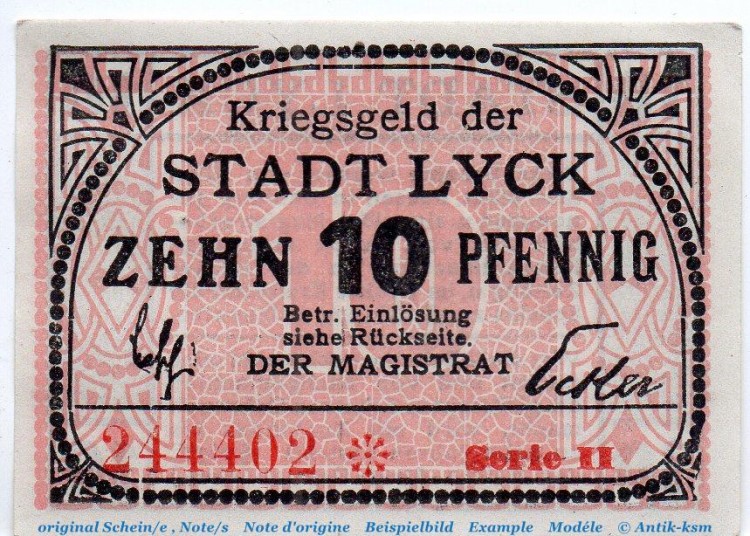 Kriegsgeld der
STADT LYCK
ZEHN 10 PFENNIG
Betr. Einlösung
siehe Rückseite.
DER MAGISTRAT
244402 Serie II
original Schein/e , Note/s Note d'origine Beispielbild Example Modéle © Antik-ksm